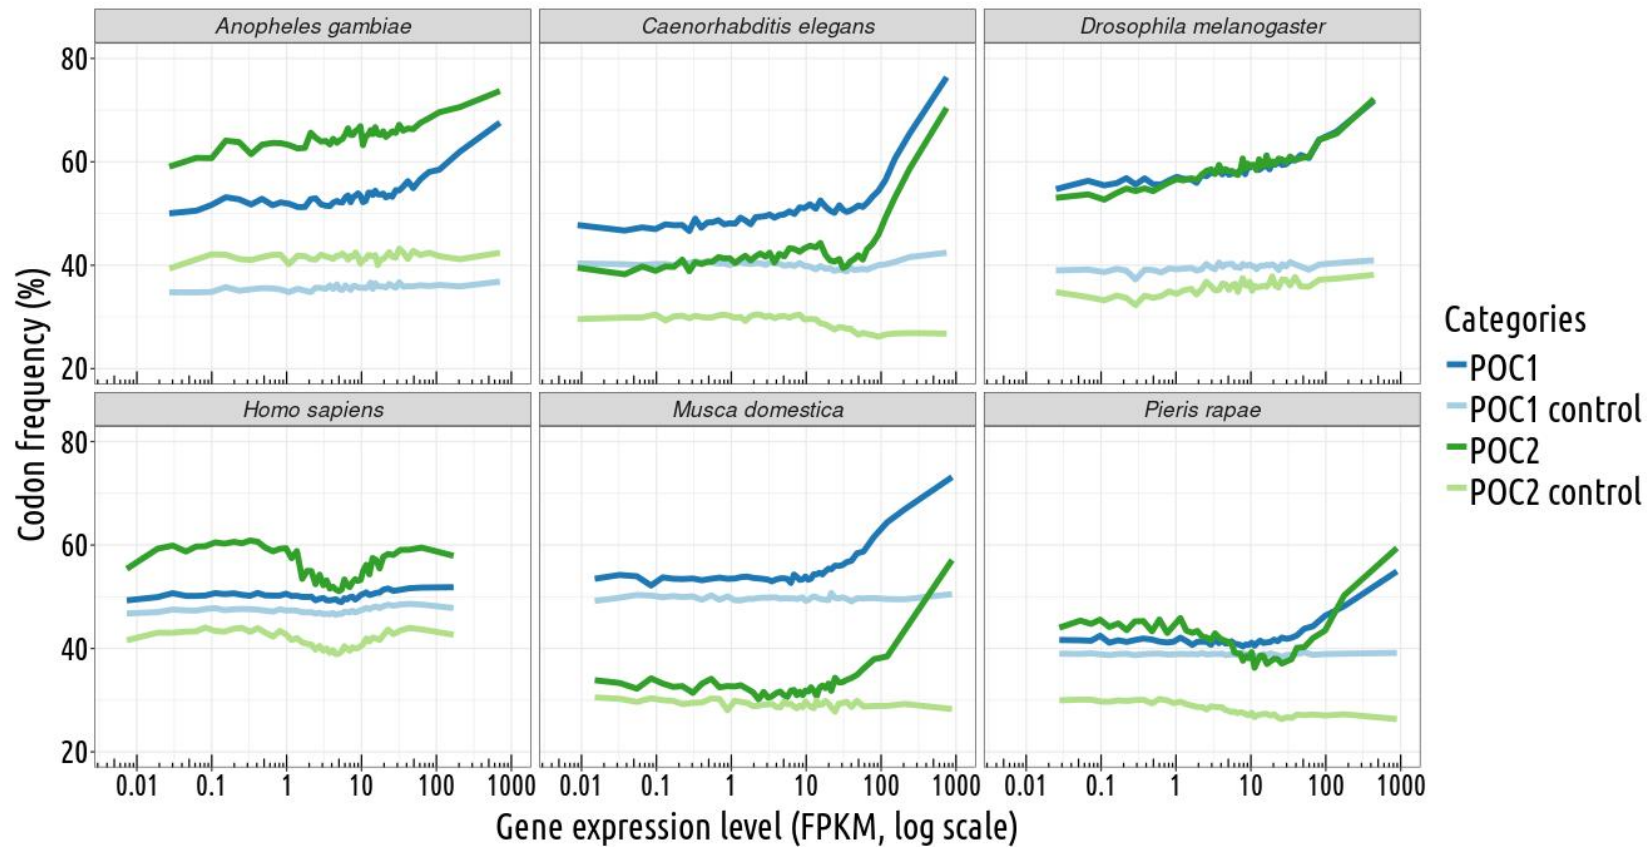 Anopheles gambiae
Caenorhabditis elegans
Drosophila melanogaster
80
60
40
20
Homo sapiens
Musca domestica
Pieris rapae
80
60
40
20
0.01 0.1 1 10 100 1000
0.01 0.1 1 10 100 1000
0.01 0.1 1 10 100 1000
Codon frequency (%)
Gene expression level (FPKM, log scale)
Categories
POC1
POC1 control
POC2
POC2 control